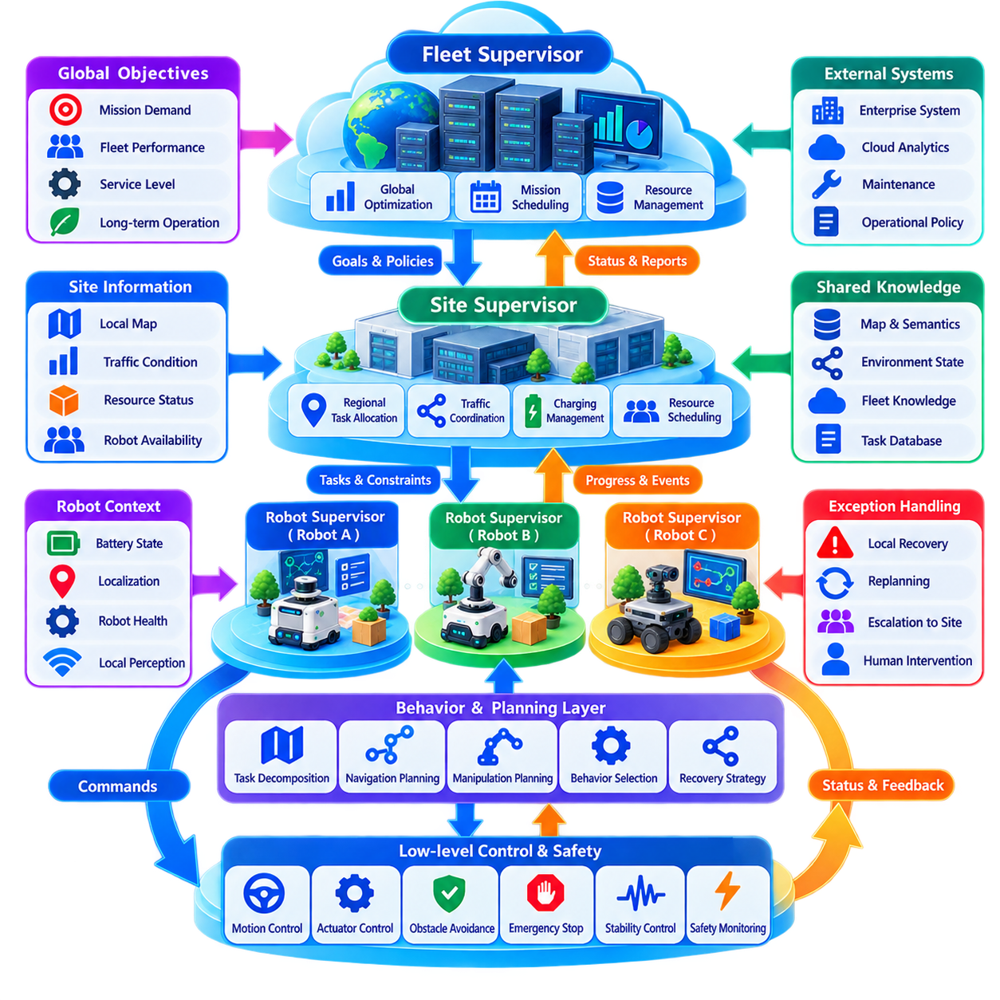 Fleet Supervisor
Global Objectives
Mission Demand
Fleet Performance
Service Level
Long-term Operation
External Systems
Enterprise System
Cloud Analytics
Maintenance
Operational Policy
Global
Optimization
Mission
Scheduling
Resource
Management
Goals & Policies
Status & Reports
Site Supervisor
Site Information
Local Map
Traffic Condition
Resource Status
Robot Availability
Shared Knowledge
Map & Semantics
Environment State
Fleet Knowledge
Task Database
Regional
Task Allocation
Traffic
Coordination
Charging
Management
Resource
Scheduling
Tasks & Constraints
Progress & Events
Robot Context
Battery State
Localization
Robot Health
Local Perception
Robot Supervisor
( Robot A )
Robot Supervisor
( Robot B )
Robot Supervisor
( Robot C )
Exception Handling
Local Recovery
Replanning
Escalation to Site
Human Intervention
Behavior & Planning Layer
Task Decomposition
Navigation Planning
Manipulation Planning
Behavior Selection
Recovery Strategy
Commands
Status & Feedback
Low-level Control & Safety
Motion Control
Actuator Control
Obstacle Avoidance
Emergency Stop
Stability Control
Safety Monitoring